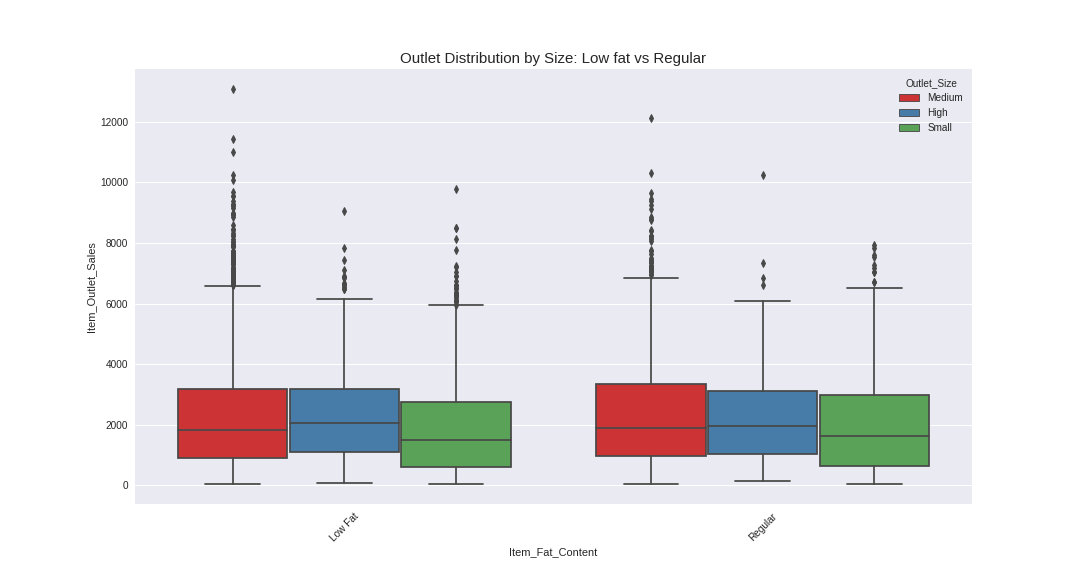 Outlet Distribution by Size: Low fat vs Regular
Outlet_Size
Medium
High
Small
12000
10000
8000
6000
4000
2000
0
Item_Outlet_Sales
Low Fat
Regular
Item_Fat_Content